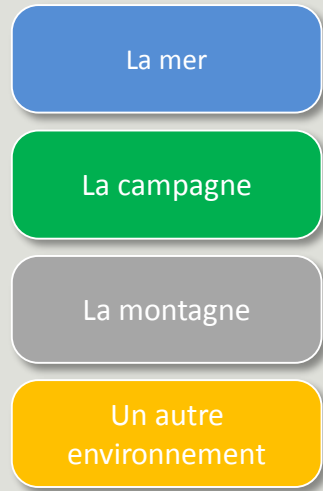 La mer
La campagne
La montagne
Un autre
environnement